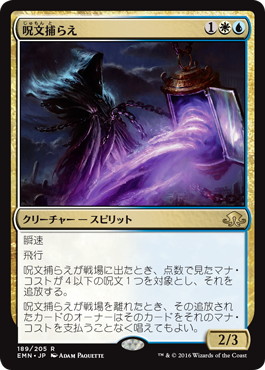 じゅもん と
呪文捕らえ
1
クリーチャー — スピリット
瞬速
飛行
呪文捕らえが戦場に出たとき、点数で見たマナ・
コストが4以下の呪文1つを対象とし、それを
追放する。
呪文捕らえが戦場を離れたとき、その追放され
たカードのオーナーはそのカードをそれのマナ・
コストを支払うことなく唱えてもよい。
2/3
189/205 R
EMN • JP Adam Paquette
™ & © 2016 Wizards of the Coast